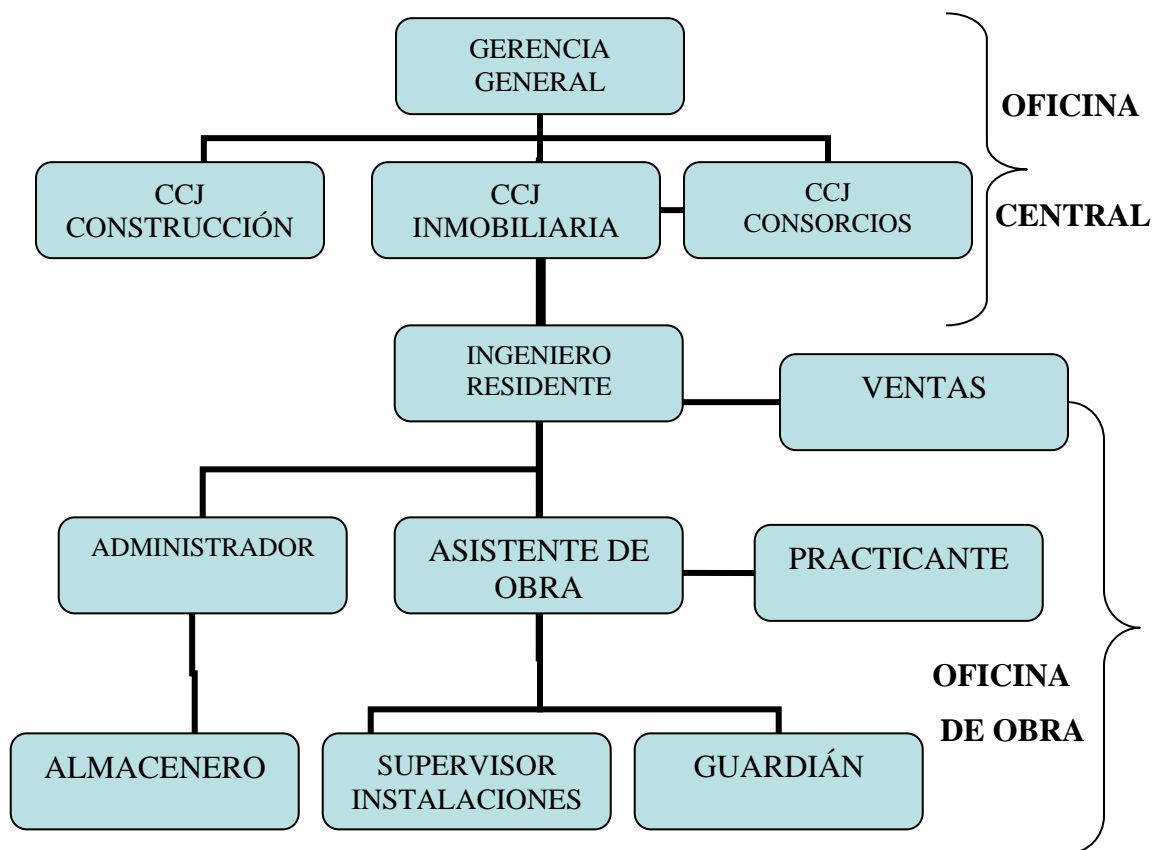 GERENCIA
GENERAL
OFICINA
CENTRAL
CCJ
CONSTRUCCIÓN
CCJ
INMOBILIARIA
CCJ
CONSORCIOS
INGENIERO
RESIDENTE
VENTAS
ADMINISTRADOR
ASISTENTE DE
OBRA
PRACTICANTE
OFICINA
DE OBRA
ALMACENERO
SUPERVISOR
INSTALACIONES
GUARDIÁN